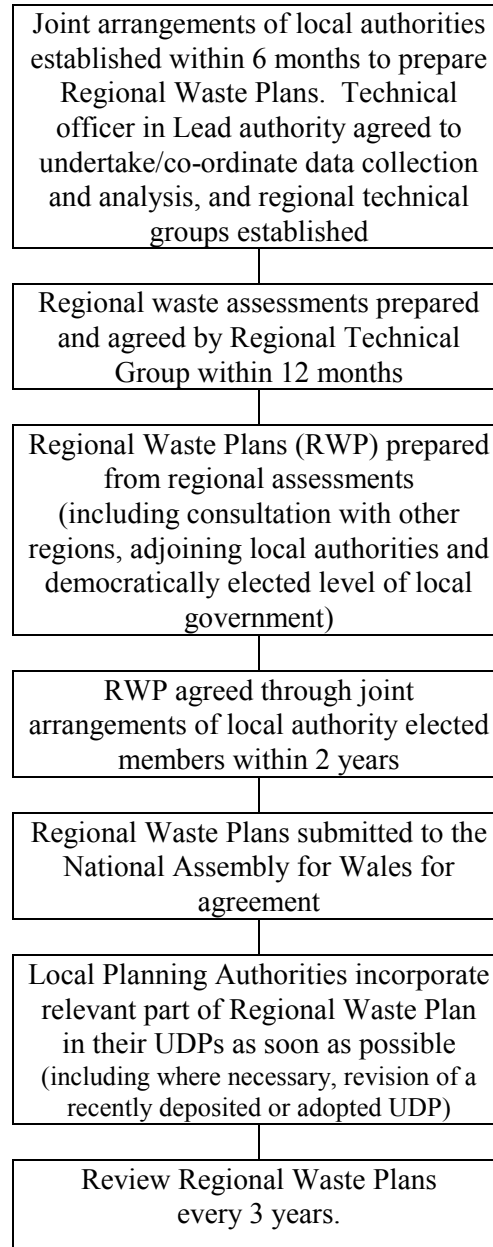 Joint arrangements of local authorities
established within 6 months to prepare
Regional Waste Plans.  Technical
officer in Lead authority agreed to
undertake/co-ordinate data collection
and analysis, and regional technical
groups established
Regional waste assessments prepared
and agreed by Regional Technical
Group within 12 months
Regional Waste Plans (RWP) prepared
from regional assessments
(including consultation with other
regions, adjoining local authorities and
democratically elected level of local
government)
RWP agreed through joint
arrangements of local authority elected
members within 2 years
Regional Waste Plans submitted to the
National Assembly for Wales for
agreement
Local Planning Authorities incorporate
relevant part of Regional Waste Plan
in their UDPs as soon as possible
(including where necessary, revision of a
recently deposited or adopted UDP)
Review Regional Waste Plans
every 3 years.